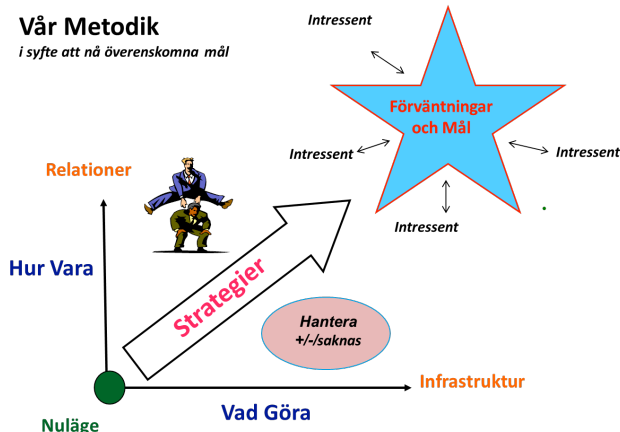 Vår Metodik
i syfte att nå överenskomna mål
Intressent
Förväntningar
och Mål
Intressent
Intressent
Intressent
Relationer
Hur Vara
Strategier
Hantera
+/-/saknas
Infrastruktur
Vad Göra
Nuläge